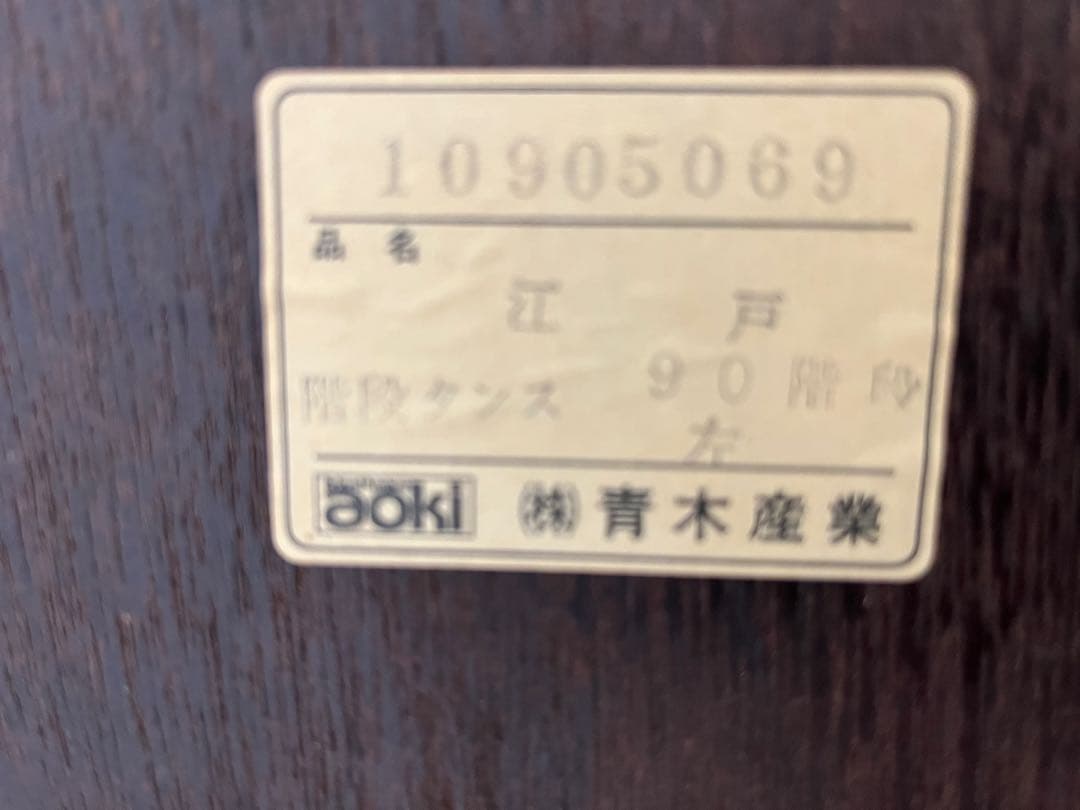 10905069
品名
江 戸
階段タンス 90階段
左
aoki ㈱青木産業